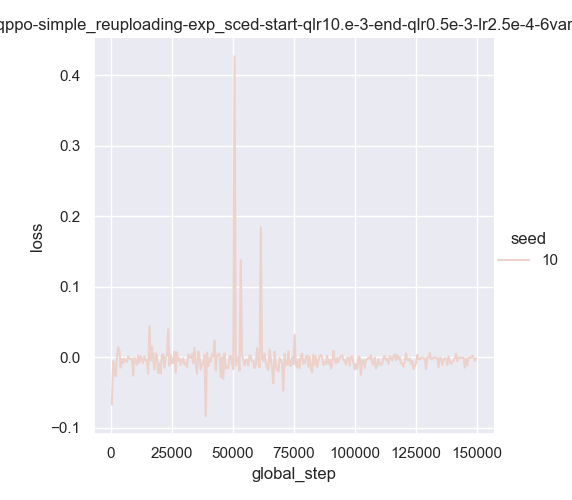 qppo-simple_reuploading-exp_sced-start-qlr10.e-3-end-qlr0.5e-3-lr2.5e-4-6var
0.4
0.3
0.2
0.1
0.0
−0.1
loss
seed
10
0 25000 50000 75000 100000 125000 150000
global_step